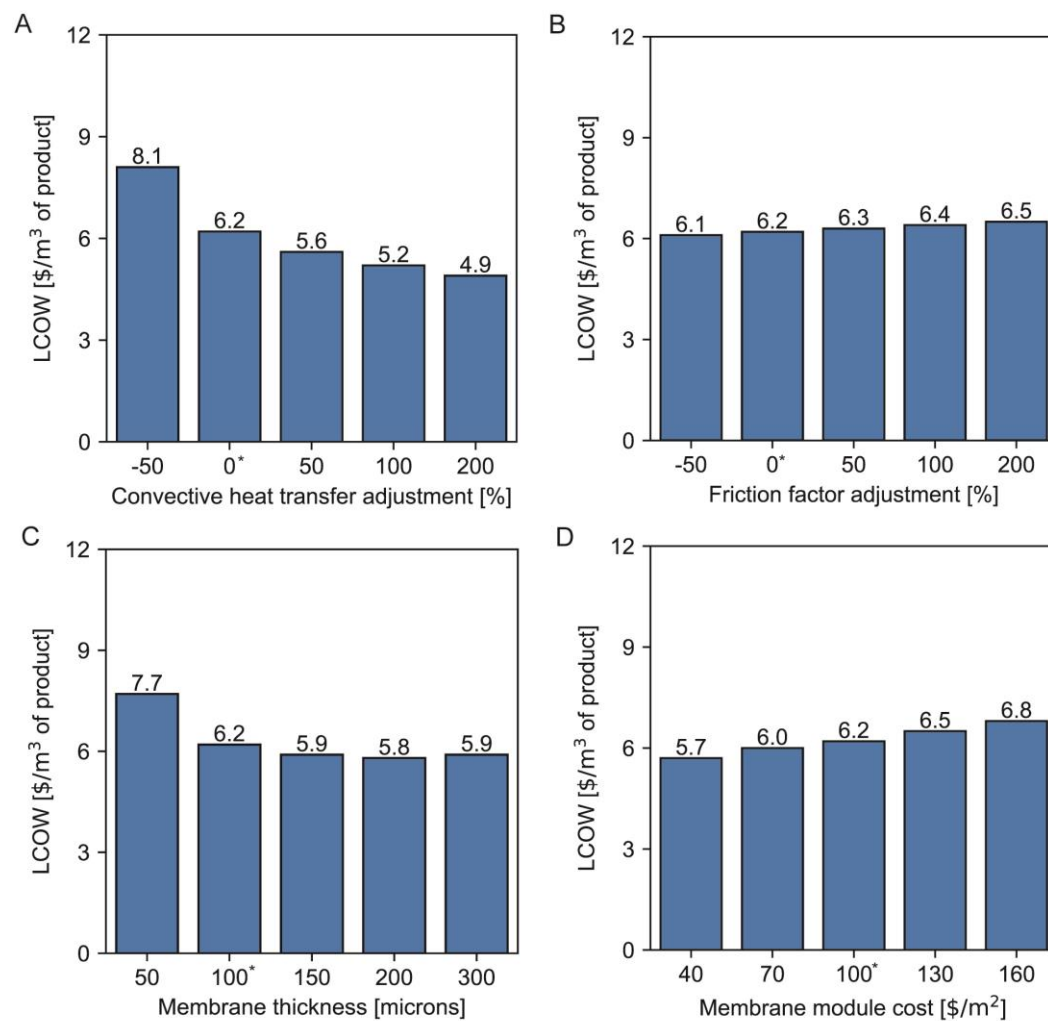 A
12
9
6
3
0
LCOW [$/m³ of product]
8.1
6.2
5.6
5.2
4.9
-50 0* 50 100 200
Convective heat transfer adjustment [%]
B
12
9
6
3
0
LCOW [$/m³ of product]
6.1
6.2
6.3
6.4
6.5
-50 0* 50 100 200
Friction factor adjustment [%]
C
12
9
6
3
0
LCOW [$/m³ of product]
7.7
6.2
5.9
5.8
5.9
50 100* 150 200 300
Membrane thickness [microns]
D
12
9
6
3
0
LCOW [$/m³ of product]
5.7
6.0
6.2
6.5
6.8
40 70 100* 130 160
Membrane module cost [$/m²]